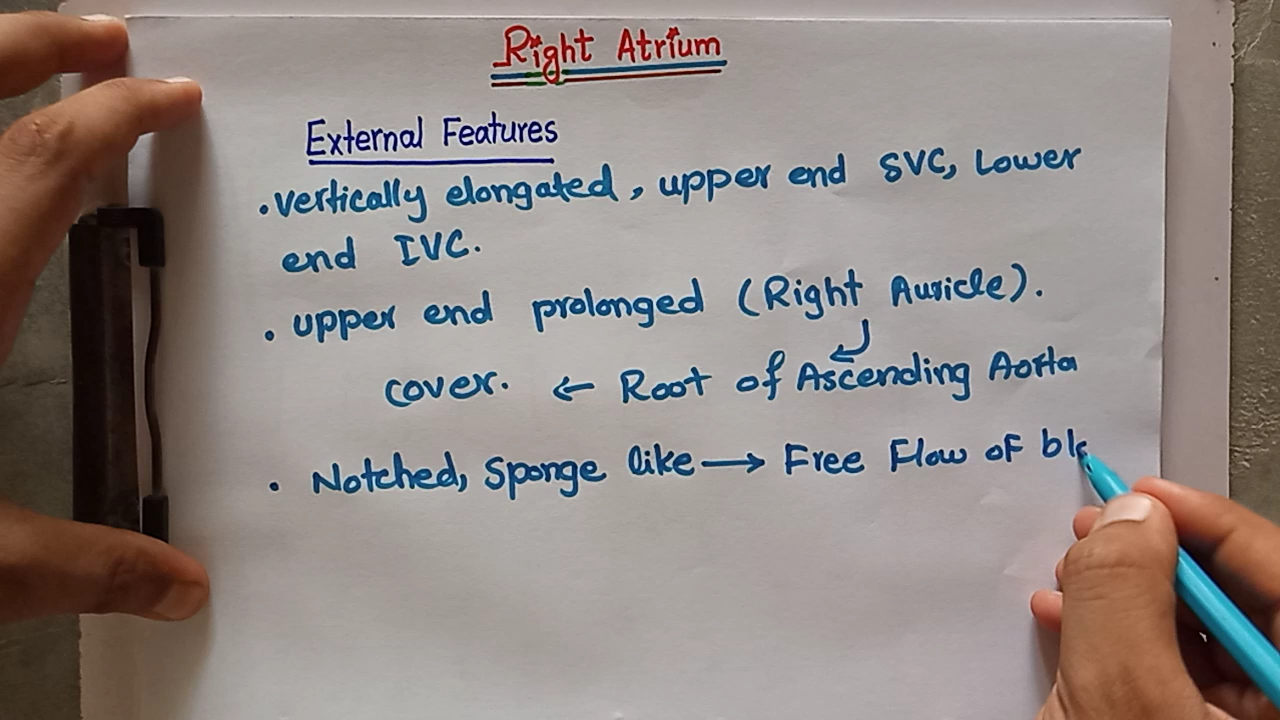 Right Atrium
External Features
• vertically elongated, upper end SVC, Lower
end IVC.
• upper end prolonged (Right Auricle).
cover. ← Root of Ascending Aorta
• Notched, Sponge like → Free Flow of blo